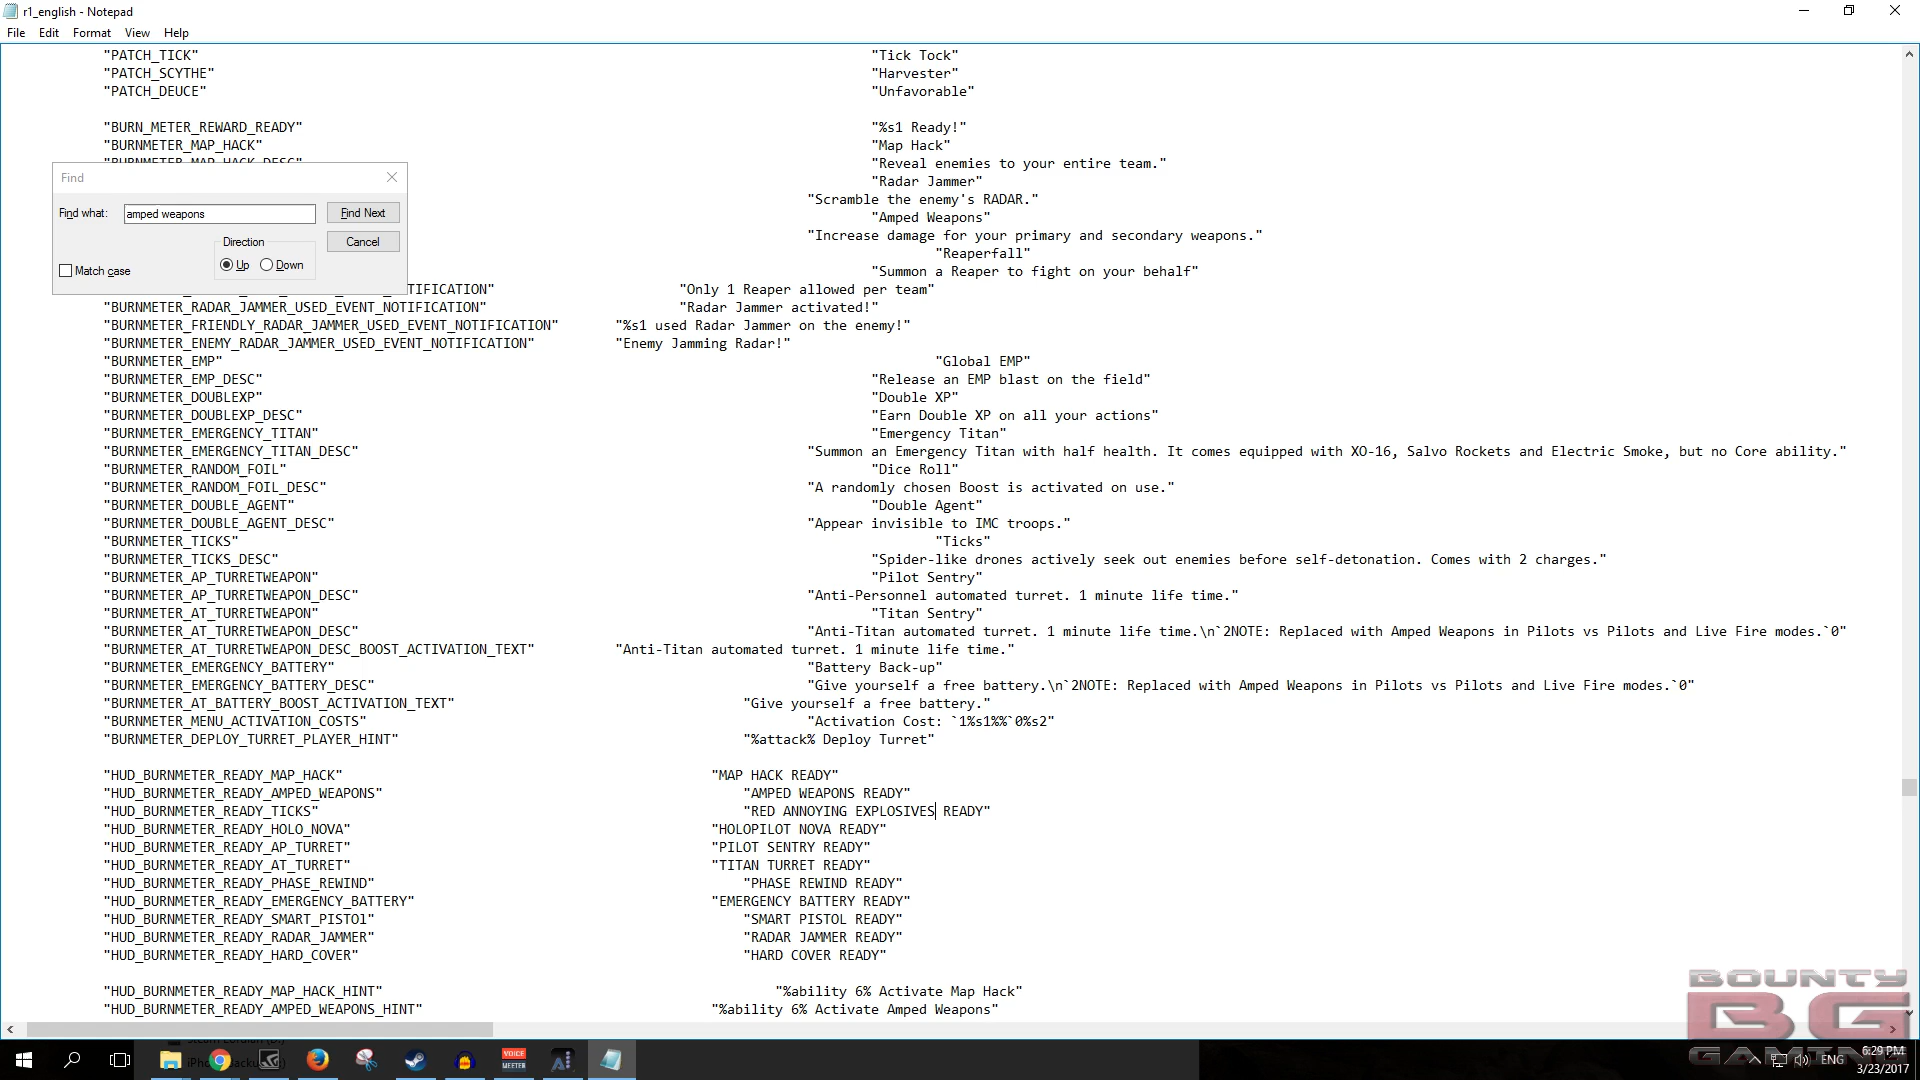 r1_english - Notepad
File Edit Format View Help
"PATCH_TICK" "Tick Tock"
"PATCH_SCYTHE" "Harvester"
"PATCH_DEUCE" "Unfavorable"
"BURN_METER_REWARD_READY" "%s1 Ready!"
"BURNMETER_MAP_HACK" "Map Hack"
"BURNMETER_MAP_HACK_DESC" "Reveal enemies to your entire team."
Find
"Radar Jammer"
"Scramble the enemy's RADAR."
Find what: amped weapons Find Next
"Amped Weapons"
"Increase damage for your primary and secondary weapons."
Direction Cancel
"Reaperfall"
Up Down
Match case
"Summon a Reaper to fight on your behalf"
TIFICATION" "Only 1 Reaper allowed per team"
"BURNMETER_RADAR_JAMMER_USED_EVENT_NOTIFICATION" "Radar Jammer activated!"
"BURNMETER_FRIENDLY_RADAR_JAMMER_USED_EVENT_NOTIFICATION" "%s1 used Radar Jammer on the enemy!"
"BURNMETER_ENEMY_RADAR_JAMMER_USED_EVENT_NOTIFICATION" "Enemy Jamming Radar!"
"BURNMETER_EMP" "Global EMP"
"BURNMETER_EMP_DESC" "Release an EMP blast on the field"
"BURNMETER_DOUBLEXP" "Double XP"
"BURNMETER_DOUBLEXP_DESC" "Earn Double XP on all your actions"
"BURNMETER_EMERGENCY_TITAN" "Emergency Titan"
"BURNMETER_EMERGENCY_TITAN_DESC" "Summon an Emergency Titan with half health. It comes equipped with XO-16, Salvo Rockets and Electric Smoke, but no Core ability."
"BURNMETER_RANDOM_FOIL" "Dice Roll"
"BURNMETER_RANDOM_FOIL_DESC" "A randomly chosen Boost is activated on use."
"BURNMETER_DOUBLE_AGENT" "Double Agent"
"BURNMETER_DOUBLE_AGENT_DESC" "Appear invisible to IMC troops."
"BURNMETER_TICKS" "Ticks"
"BURNMETER_TICKS_DESC" "Spider-like drones actively seek out enemies before self-detonation. Comes with 2 charges."
"BURNMETER_AP_TURRETWEAPON" "Pilot Sentry"
"BURNMETER_AP_TURRETWEAPON_DESC" "Anti-Personnel automated turret. 1 minute life time."
"BURNMETER_AT_TURRETWEAPON" "Titan Sentry"
"BURNMETER_AT_TURRETWEAPON_DESC" "Anti-Titan automated turret. 1 minute life time.\n`2NOTE: Replaced with Amped Weapons in Pilots vs Pilots and Live Fire modes.`0"
"BURNMETER_AT_TURRETWEAPON_DESC_BOOST_ACTIVATION_TEXT" "Anti-Titan automated turret. 1 minute life time."
"BURNMETER_EMERGENCY_BATTERY" "Battery Back-up"
"BURNMETER_EMERGENCY_BATTERY_DESC" "Give yourself a free battery.\n`2NOTE: Replaced with Amped Weapons in Pilots vs Pilots and Live Fire modes.`0"
"BURNMETER_AT_BATTERY_BOOST_ACTIVATION_TEXT" "Give yourself a free battery."
"BURNMETER_MENU_ACTIVATION_COSTS" "Activation Cost: `1%s1%%`0%s2"
"BURNMETER_DEPLOY_TURRET_PLAYER_HINT" "%attack% Deploy Turret"
"HUD_BURNMETER_READY_MAP_HACK" "MAP HACK READY"
"HUD_BURNMETER_READY_AMPED_WEAPONS" "AMPED WEAPONS READY"
"HUD_BURNMETER_READY_TICKS" "RED ANNOYING EXPLOSIVES READY"
"HUD_BURNMETER_READY_HOLO_NOVA" "HOLOPILOT NOVA READY"
"HUD_BURNMETER_READY_AP_TURRET" "PILOT SENTRY READY"
"HUD_BURNMETER_READY_AT_TURRET" "TITAN TURRET READY"
"HUD_BURNMETER_READY_PHASE_REWIND" "PHASE REWIND READY"
"HUD_BURNMETER_READY_EMERGENCY_BATTERY" "EMERGENCY BATTERY READY"
"HUD_BURNMETER_READY_SMART_PISTOl" "SMART PISTOL READY"
"HUD_BURNMETER_READY_RADAR_JAMMER" "RADAR JAMMER READY"
"HUD_BURNMETER_READY_HARD_COVER" "HARD COVER READY"
"HUD_BURNMETER_READY_MAP_HACK_HINT" "%ability 6% Activate Map Hack"
"HUD_BURNMETER_READY_AMPED_WEAPONS_HINT" "%ability 6% Activate Amped Weapons"
BOUNTY
BG
GAMING
VOICE
MEETER
ENG
6:29 PM
3/23/2017